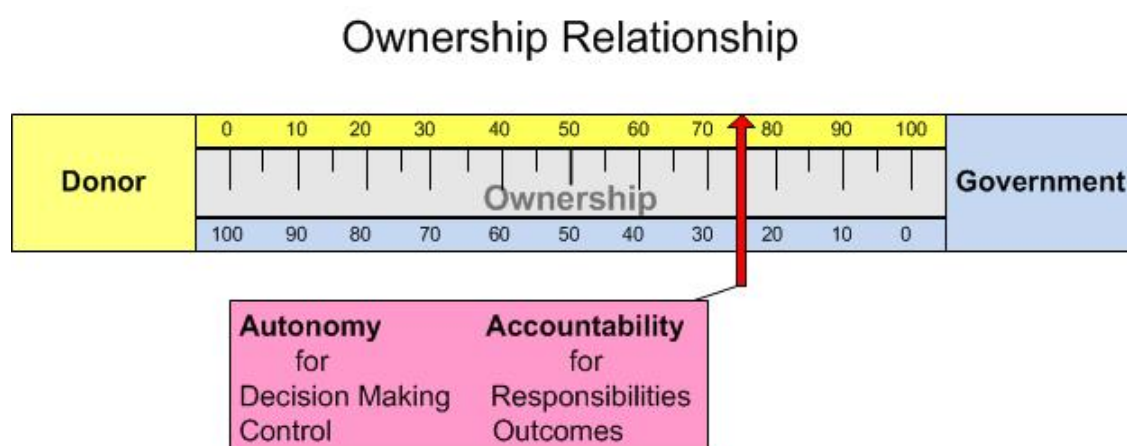 Ownership Relationship
0 10 20 30 40 50 60 70 80 90 100
Donor
Ownership
Government
100 90 80 70 60 50 40 30 20 10 0
Autonomy Accountability
for for
Decision Making Responsibilities
Control Outcomes